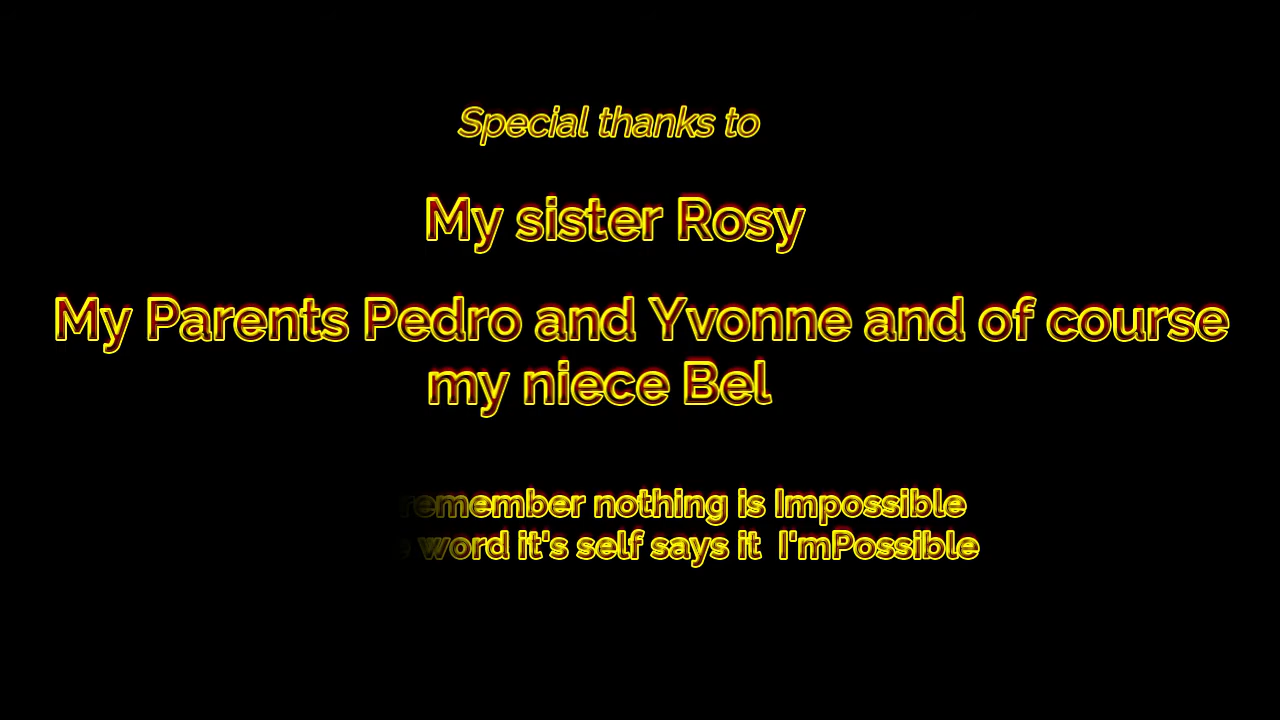 Special thanks to
My sister Rosy
My Parents Pedro and Yvonne and of course
my niece Bel
remember nothing is Impossible
word it's self says it I'mPossible